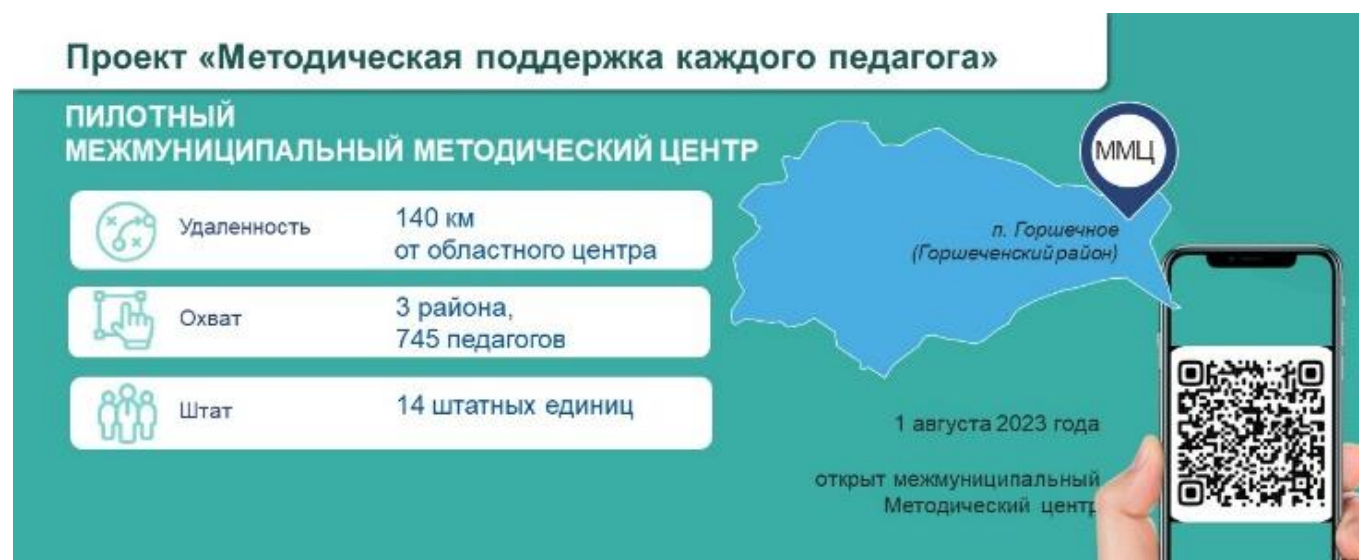 Проект «Методическая поддержка каждого педагога»
ПИЛОТНЫЙ
МЕЖМУНИЦИПАЛЬНЫЙ МЕТОДИЧЕСКИЙ ЦЕНТР
Удаленность
140 км
от областного центра
Охват
3 района,
745 педагогов
Штат
14 штатных единиц
ММЦ
п. Горшечное
(Горшеченский район)
1 августа 2023 года
открыт межмуниципальный
Методический центр